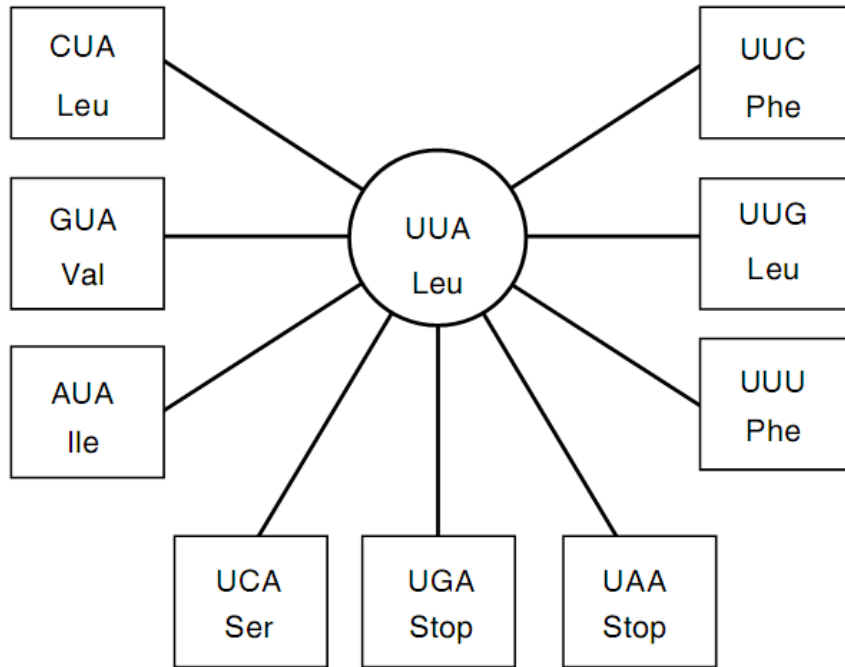 CUA
Leu
UUC
Phe
GUA
Val
UUA
Leu
UUG
Leu
AUA
Ile
UUU
Phe
UCA
Ser
UGA
Stop
UAA
Stop